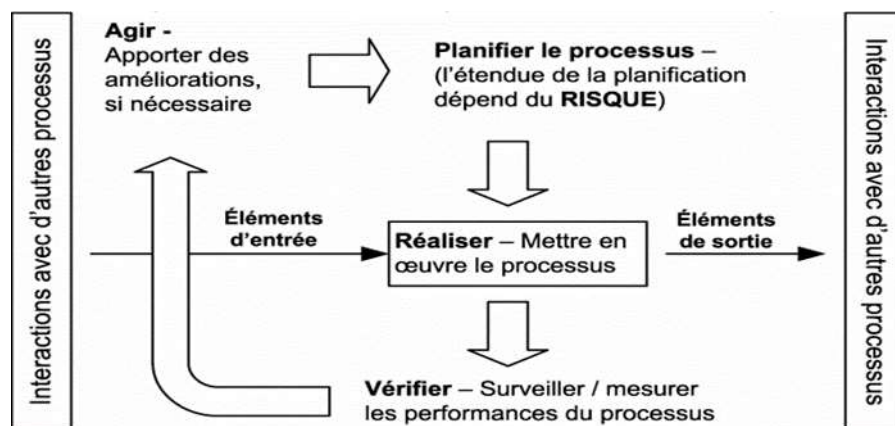 Interactions avec d'autres processus
Agir -
Apporter des
améliorations,
si nécessaire
Planifier le processus –
(l'étendue de la planification
dépend du RISQUE)
Éléments
d'entrée
Réaliser – Mettre en
œuvre le processus
Éléments
de sortie
Vérifier – Surveiller / mesurer
les performances du processus
Interactions avec d'autres processus